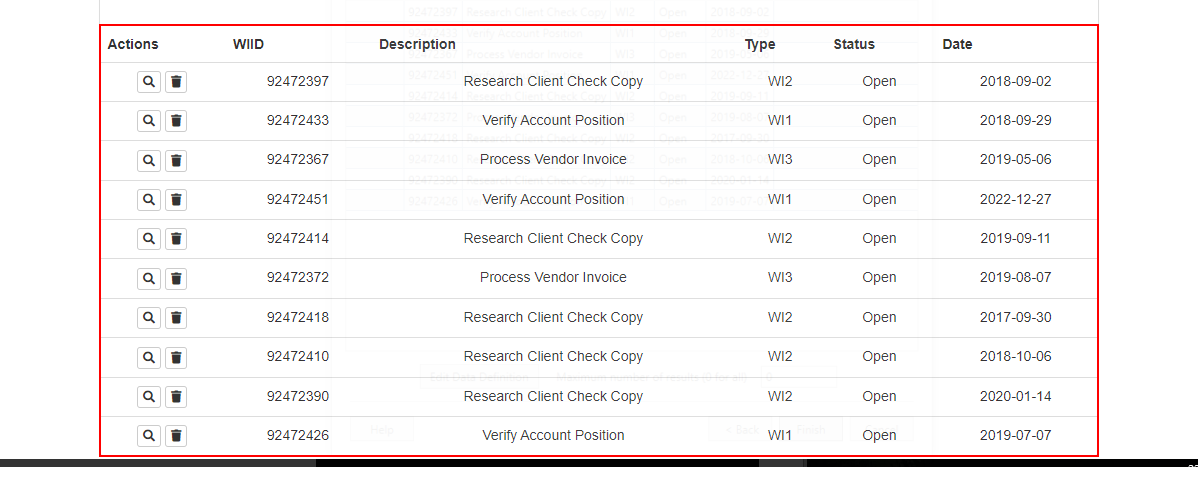 Actions WIID Description Type Status Date
92472397 Research Client Check Copy WI2 Open 2018-09-02
92472433 Verify Account Position WI1 Open 2018-09-29
92472367 Process Vendor Invoice WI3 Open 2019-05-06
92472451 Verify Account Position WI1 Open 2022-12-27
92472414 Research Client Check Copy WI2 Open 2019-09-11
92472372 Process Vendor Invoice WI3 Open 2019-08-07
92472418 Research Client Check Copy WI2 Open 2017-09-30
92472410 Research Client Check Copy WI2 Open 2018-10-06
92472390 Research Client Check Copy WI2 Open 2020-01-14
92472426 Verify Account Position WI1 Open 2019-07-07